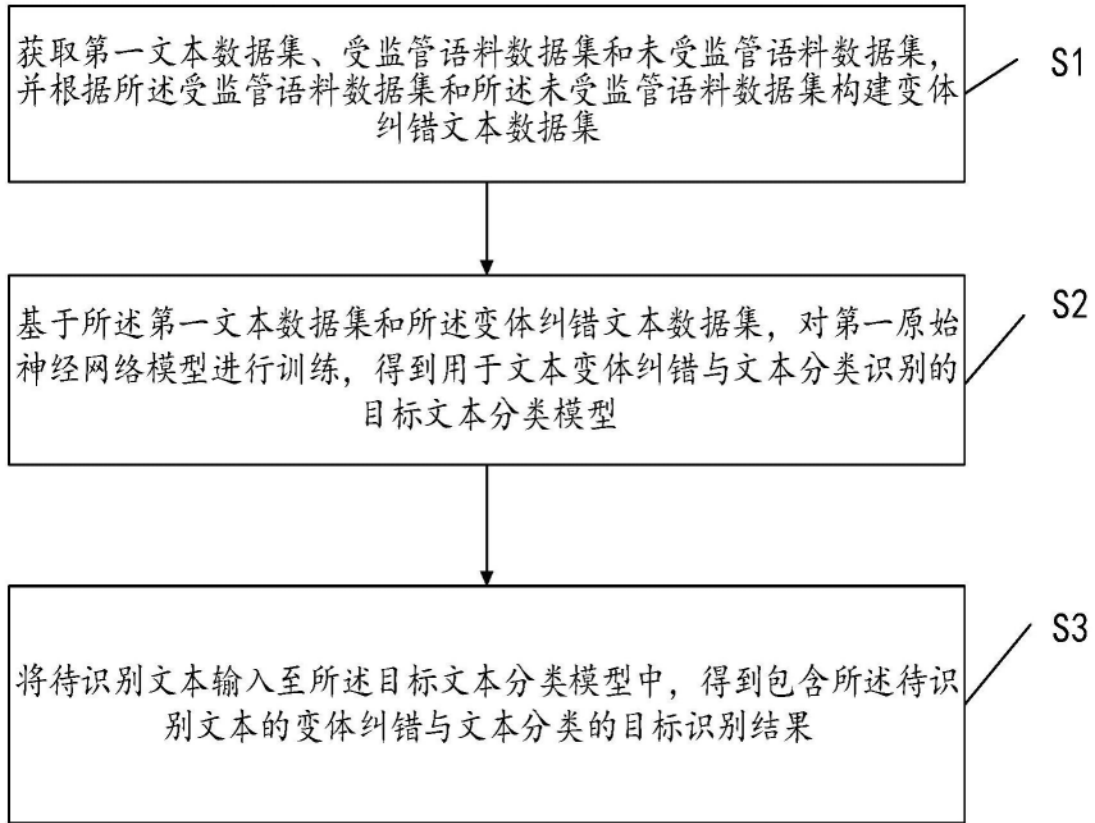 获取第一文本数据集、受监管语料数据集和未受监管语料数据集，
并根据所述受监管语料数据集和所述未受监管语料数据集构建变体
纠错文本数据集
S1
基于所述第一文本数据集和所述变体纠错文本数据集，对第一原始
神经网络模型进行训练，得到用于文本变体纠错与文本分类识别的
目标文本分类模型
S2
将待识别文本输入至所述目标文本分类模型中，得到包含所述待识
别文本的变体纠错与文本分类的目标识别结果
S3